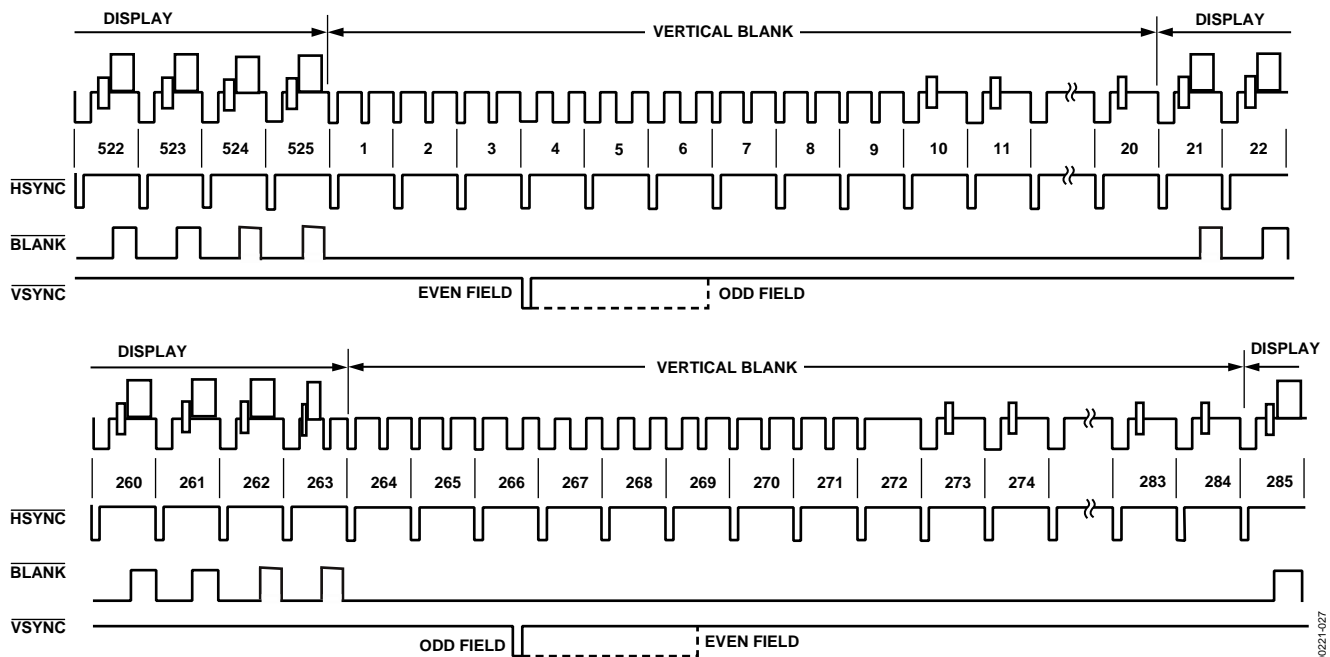 DISPLAY VERTICAL BLANK DISPLAY
522 523 524 525 1 2 3 4 5 6 7 8 9 10 11 20 21 22
HSYNC
BLANK
VSYNC
EVEN FIELD ODD FIELD
DISPLAY VERTICAL BLANK DISPLAY
260 261 262 263 264 265 266 267 268 269 270 271 272 273 274 283 284 285
HSYNC
BLANK
VSYNC
ODD FIELD EVEN FIELD